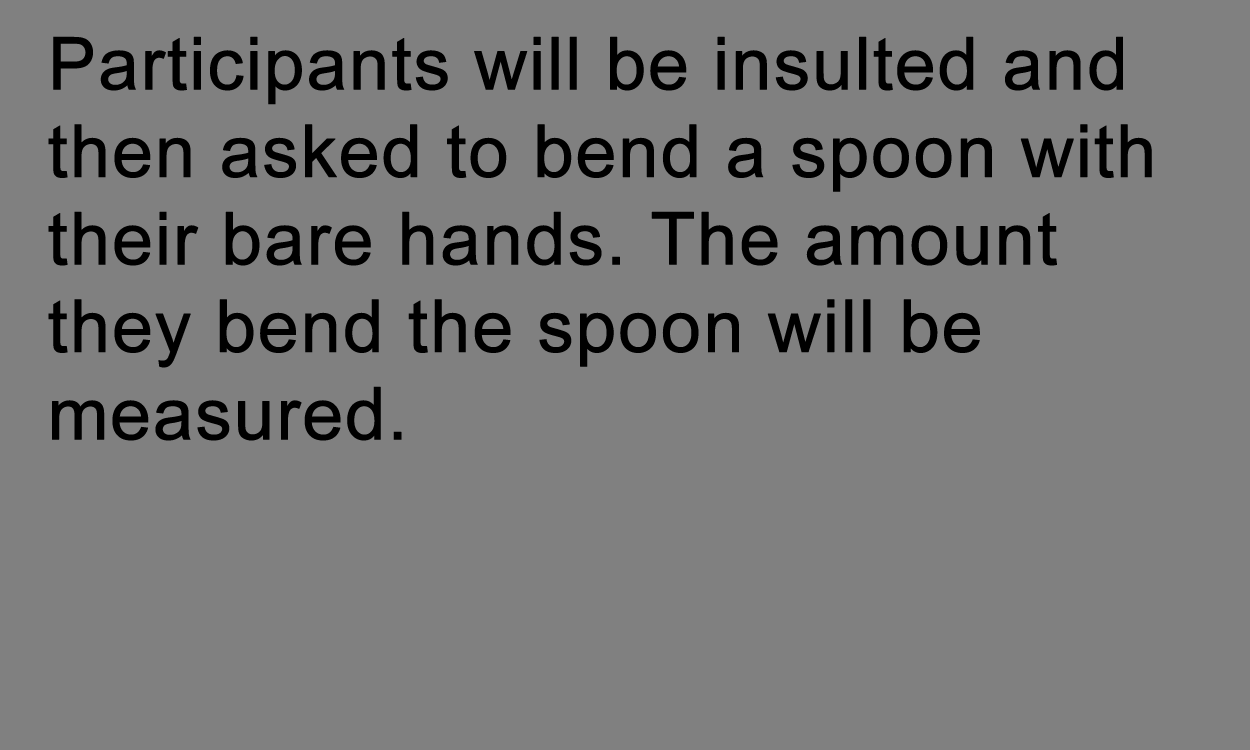 Participants will be insulted and
then asked to bend a spoon with
their bare hands. The amount
they bend the spoon will be
measured.